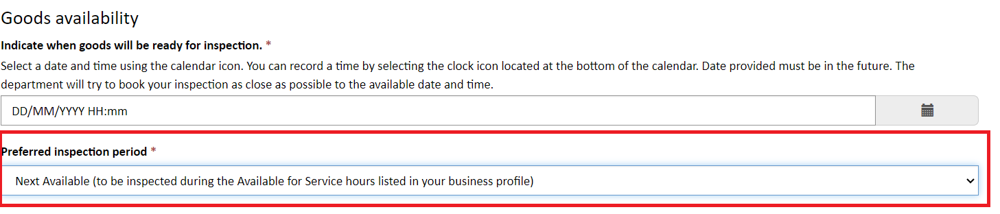 Goods availability
Indicate when goods will be ready for inspection. *
Select a date and time using the calendar icon. You can record a time by selecting the clock icon located at the bottom of the calendar. Date provided must be in the future. The
department will try to book your inspection as close as possible to the available date and time.
DD/MM/YYYY HH:mm
Preferred inspection period *
Next Available (to be inspected during the Available for Service hours listed in your business profile)